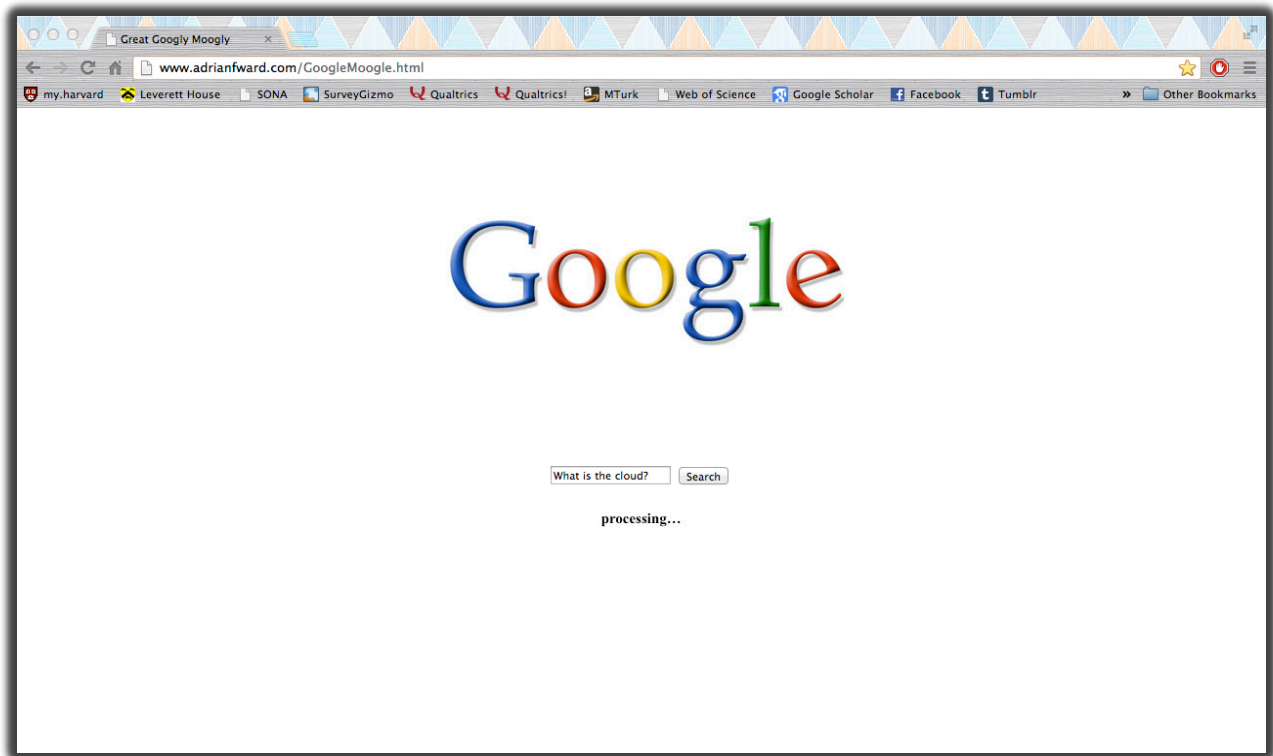 Great Googly Moogly
www.adrianfward.com/GoogleMoogle.html
my.harvard Leverett House SONA SurveyGizmo Qualtrics Qualtrics! MTurk Web of Science Google Scholar Facebook Tumblr » Other Bookmarks
Google
What is the cloud? Search
processing...